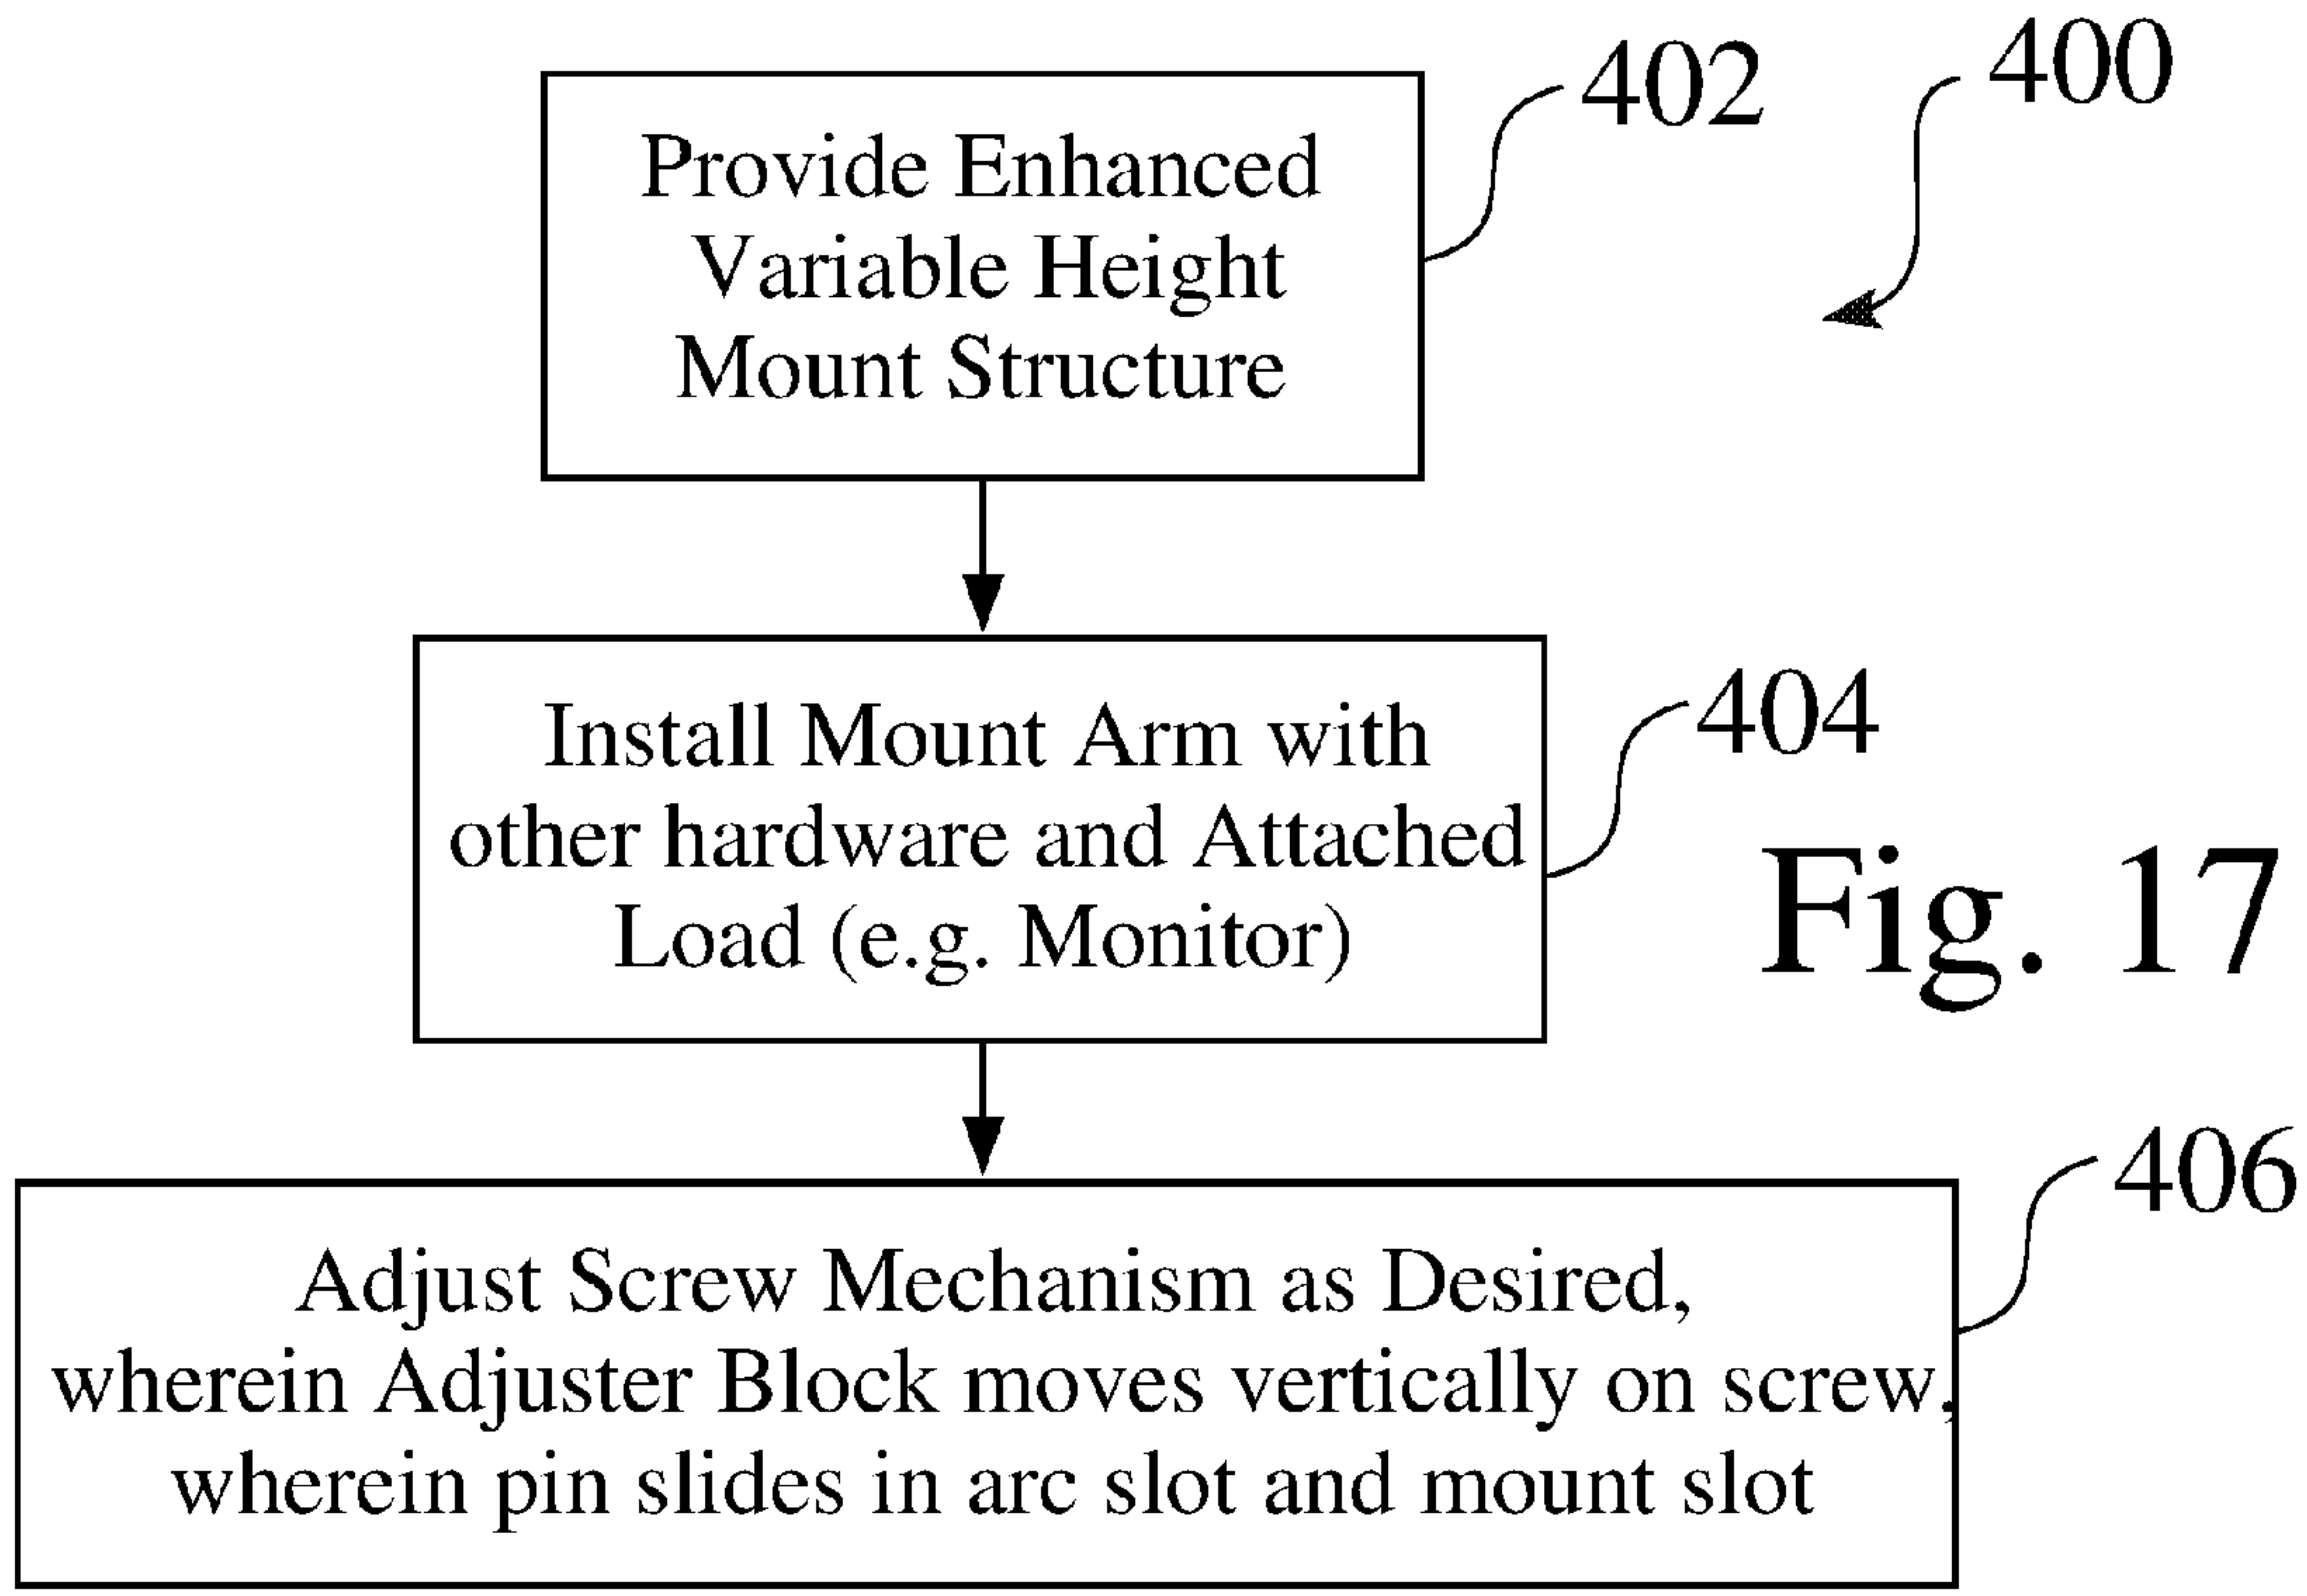 400
402
Provide Enhanced
Variable Height
Mount Structure
404
Install Mount Arm with
other hardware and Attached
Load (e.g. Monitor)
Fig. 17
406
Adjust Screw Mechanism as Desired,
wherein Adjuster Block moves vertically on screw,
wherein pin slides in arc slot and mount slot